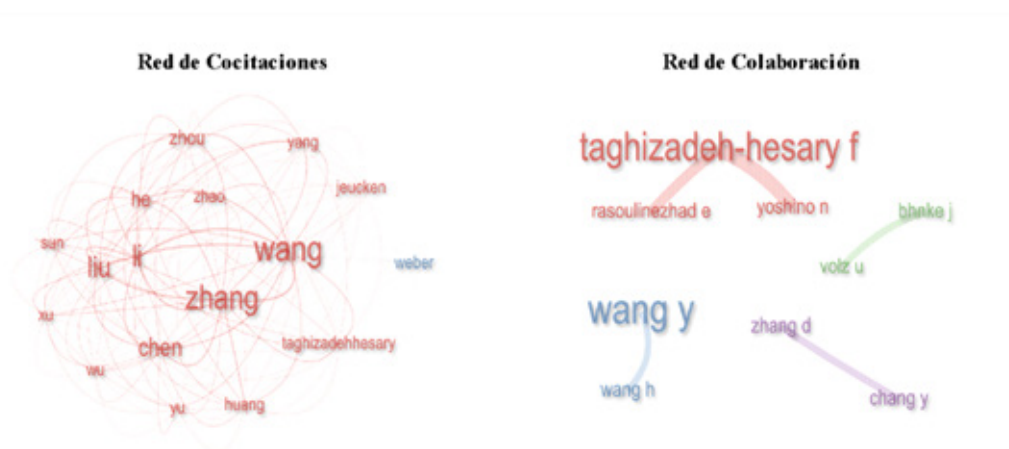 Red de Cocitaciones
zhou
yang
jeucken
he
zhao
sun
li
wang
liu
weber
zhang
xu
chen
taghizadehhesary
wu
yu
huang
Red de Colaboración
taghizadeh-hesary f
rasoulinezhad e
yoshino n
bhnke j
volz u
wang y
zhang d
wang h
chang y